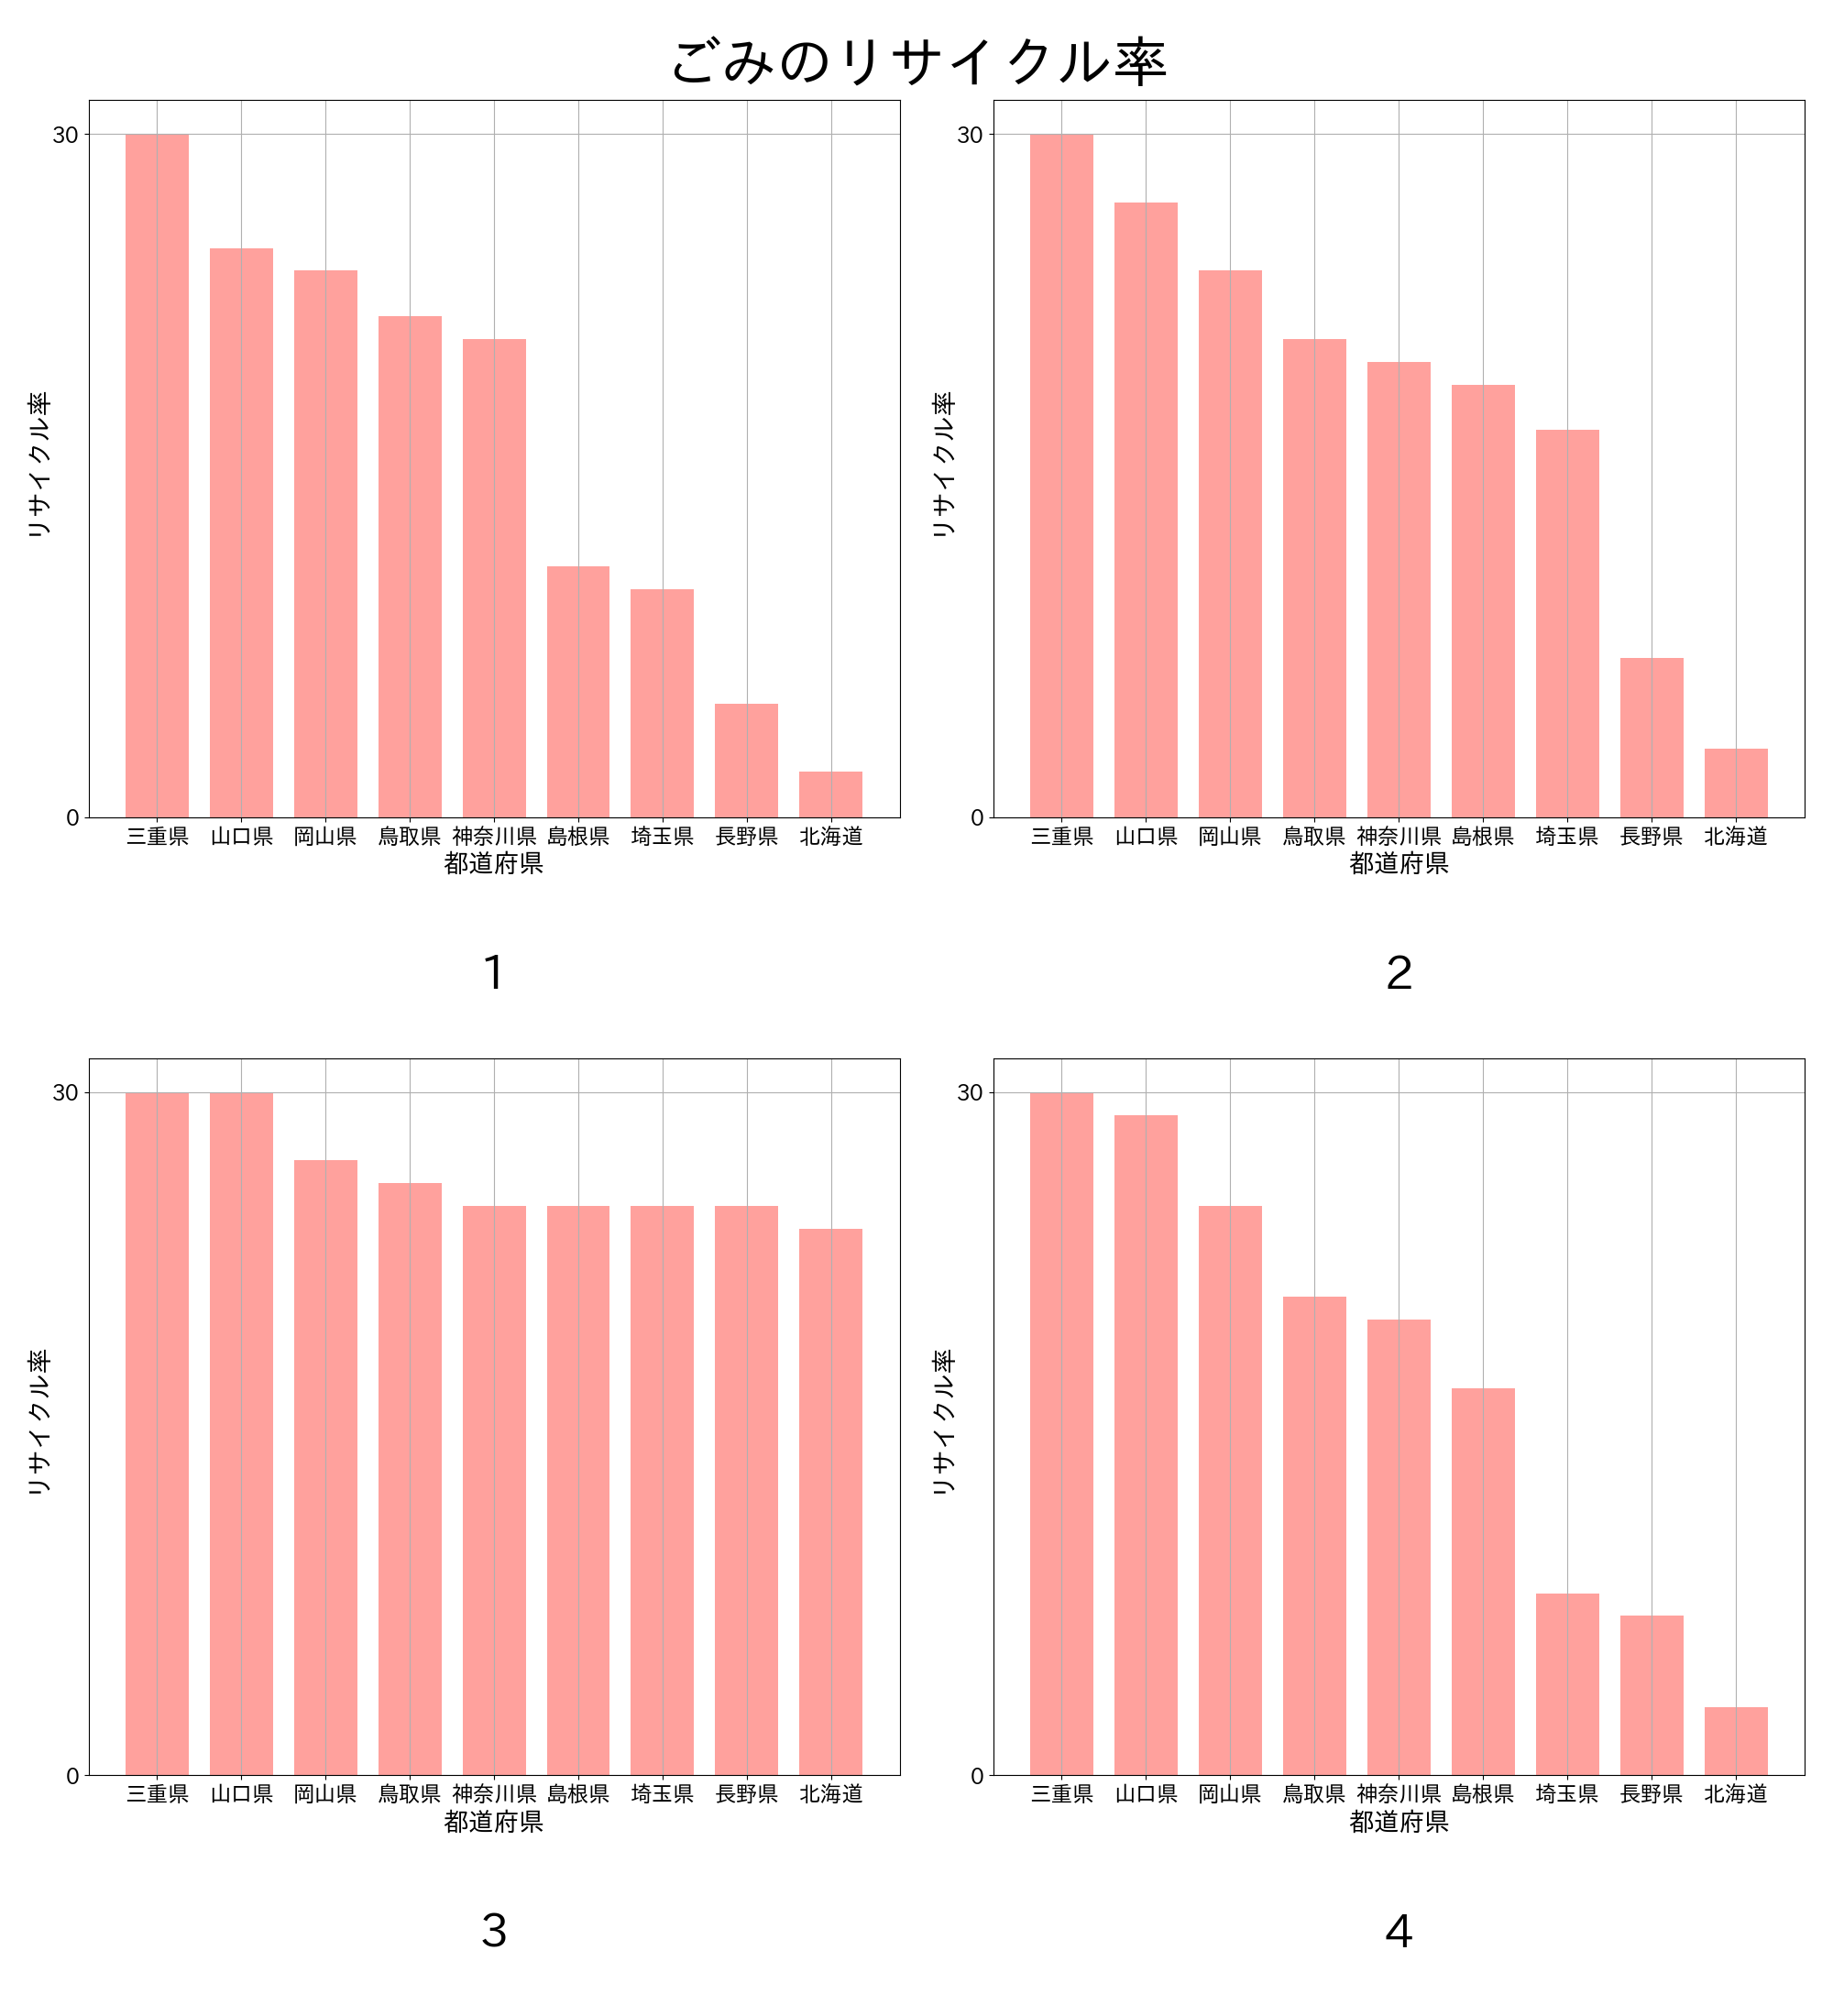 ごみのリサイクル率
30
0
リサイクル率
三重県 山口県 岡山県 鳥取県 神奈川県 島根県 埼玉県 長野県 北海道
都道府県
1
30
0
リサイクル率
三重県 山口県 岡山県 鳥取県 神奈川県 島根県 埼玉県 長野県 北海道
都道府県
2
30
0
リサイクル率
三重県 山口県 岡山県 鳥取県 神奈川県 島根県 埼玉県 長野県 北海道
都道府県
3
30
0
リサイクル率
三重県 山口県 岡山県 鳥取県 神奈川県 島根県 埼玉県 長野県 北海道
都道府県
4